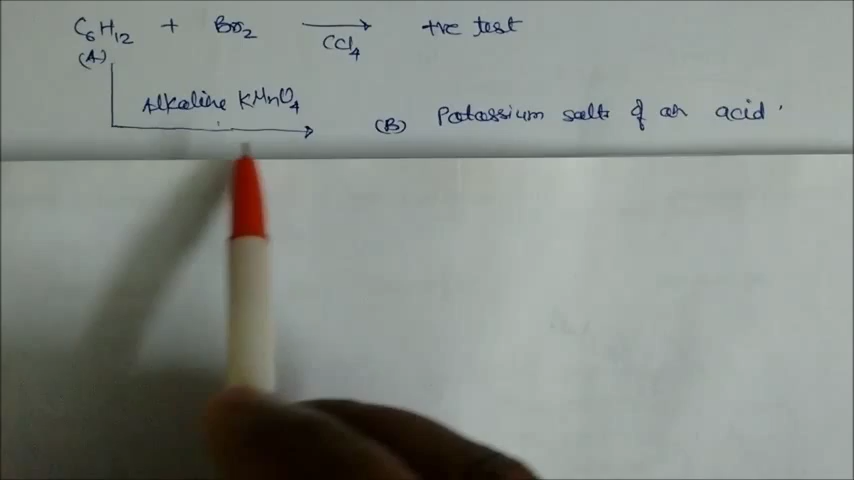 C6H12 + Br2 CCl4 +ve test
(A)
Alkaline KMnO4
(B) Potassium salts of an acid.